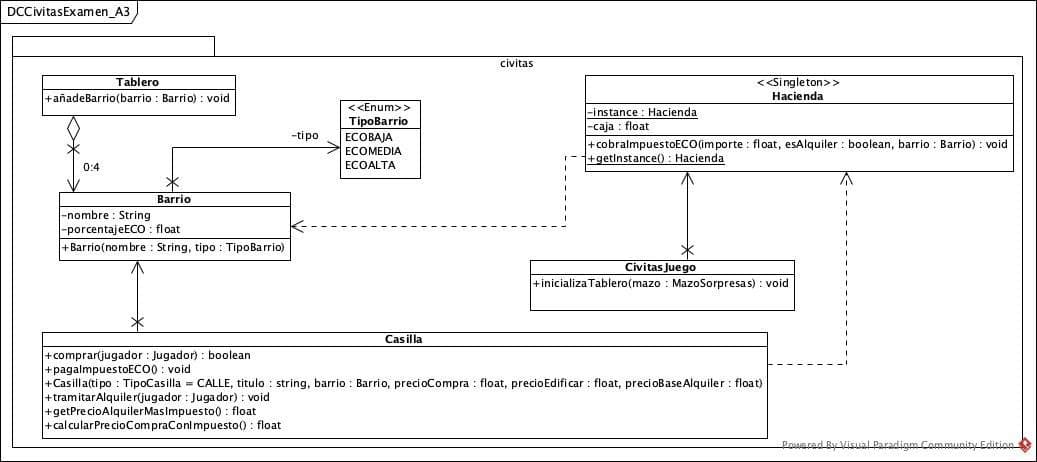 DCCivitasExamen_A3
civitas
Tablero
+añadeBarrio(barrio : Barrio) : void
0:4
<<Enum>>
TipoBarrio
ECOBAJA
ECOMEDIA
ECOALTA
-tipo
<<Singleton>>
Hacienda
-instance : Hacienda
-caja : float
+cobraImpuestoECO(importe : float, esAlquiler : boolean, barrio : Barrio) : void
+getInstance() : Hacienda
Barrio
-nombre : String
-porcentajeECO : float
+Barrio(nombre : String, tipo : TipoBarrio)
CivitasJuego
+inicializaTablero(mazo : MazoSorpresas) : void
Casilla
+comprar(jugador : Jugador) : boolean
+pagaImpuestoECO() : void
+Casilla(tipo : TipoCasilla = CALLE, titulo : string, barrio : Barrio, precioCompra : float, precioEdificar : float, precioBaseAlquiler : float)
+tramitarAlquiler(jugador : Jugador) : void
+getPrecioAlquilerMasImpuesto() : float
+calcularPrecioCompraConImpuesto() : float
Powered By Visual Paradigm Community Edition